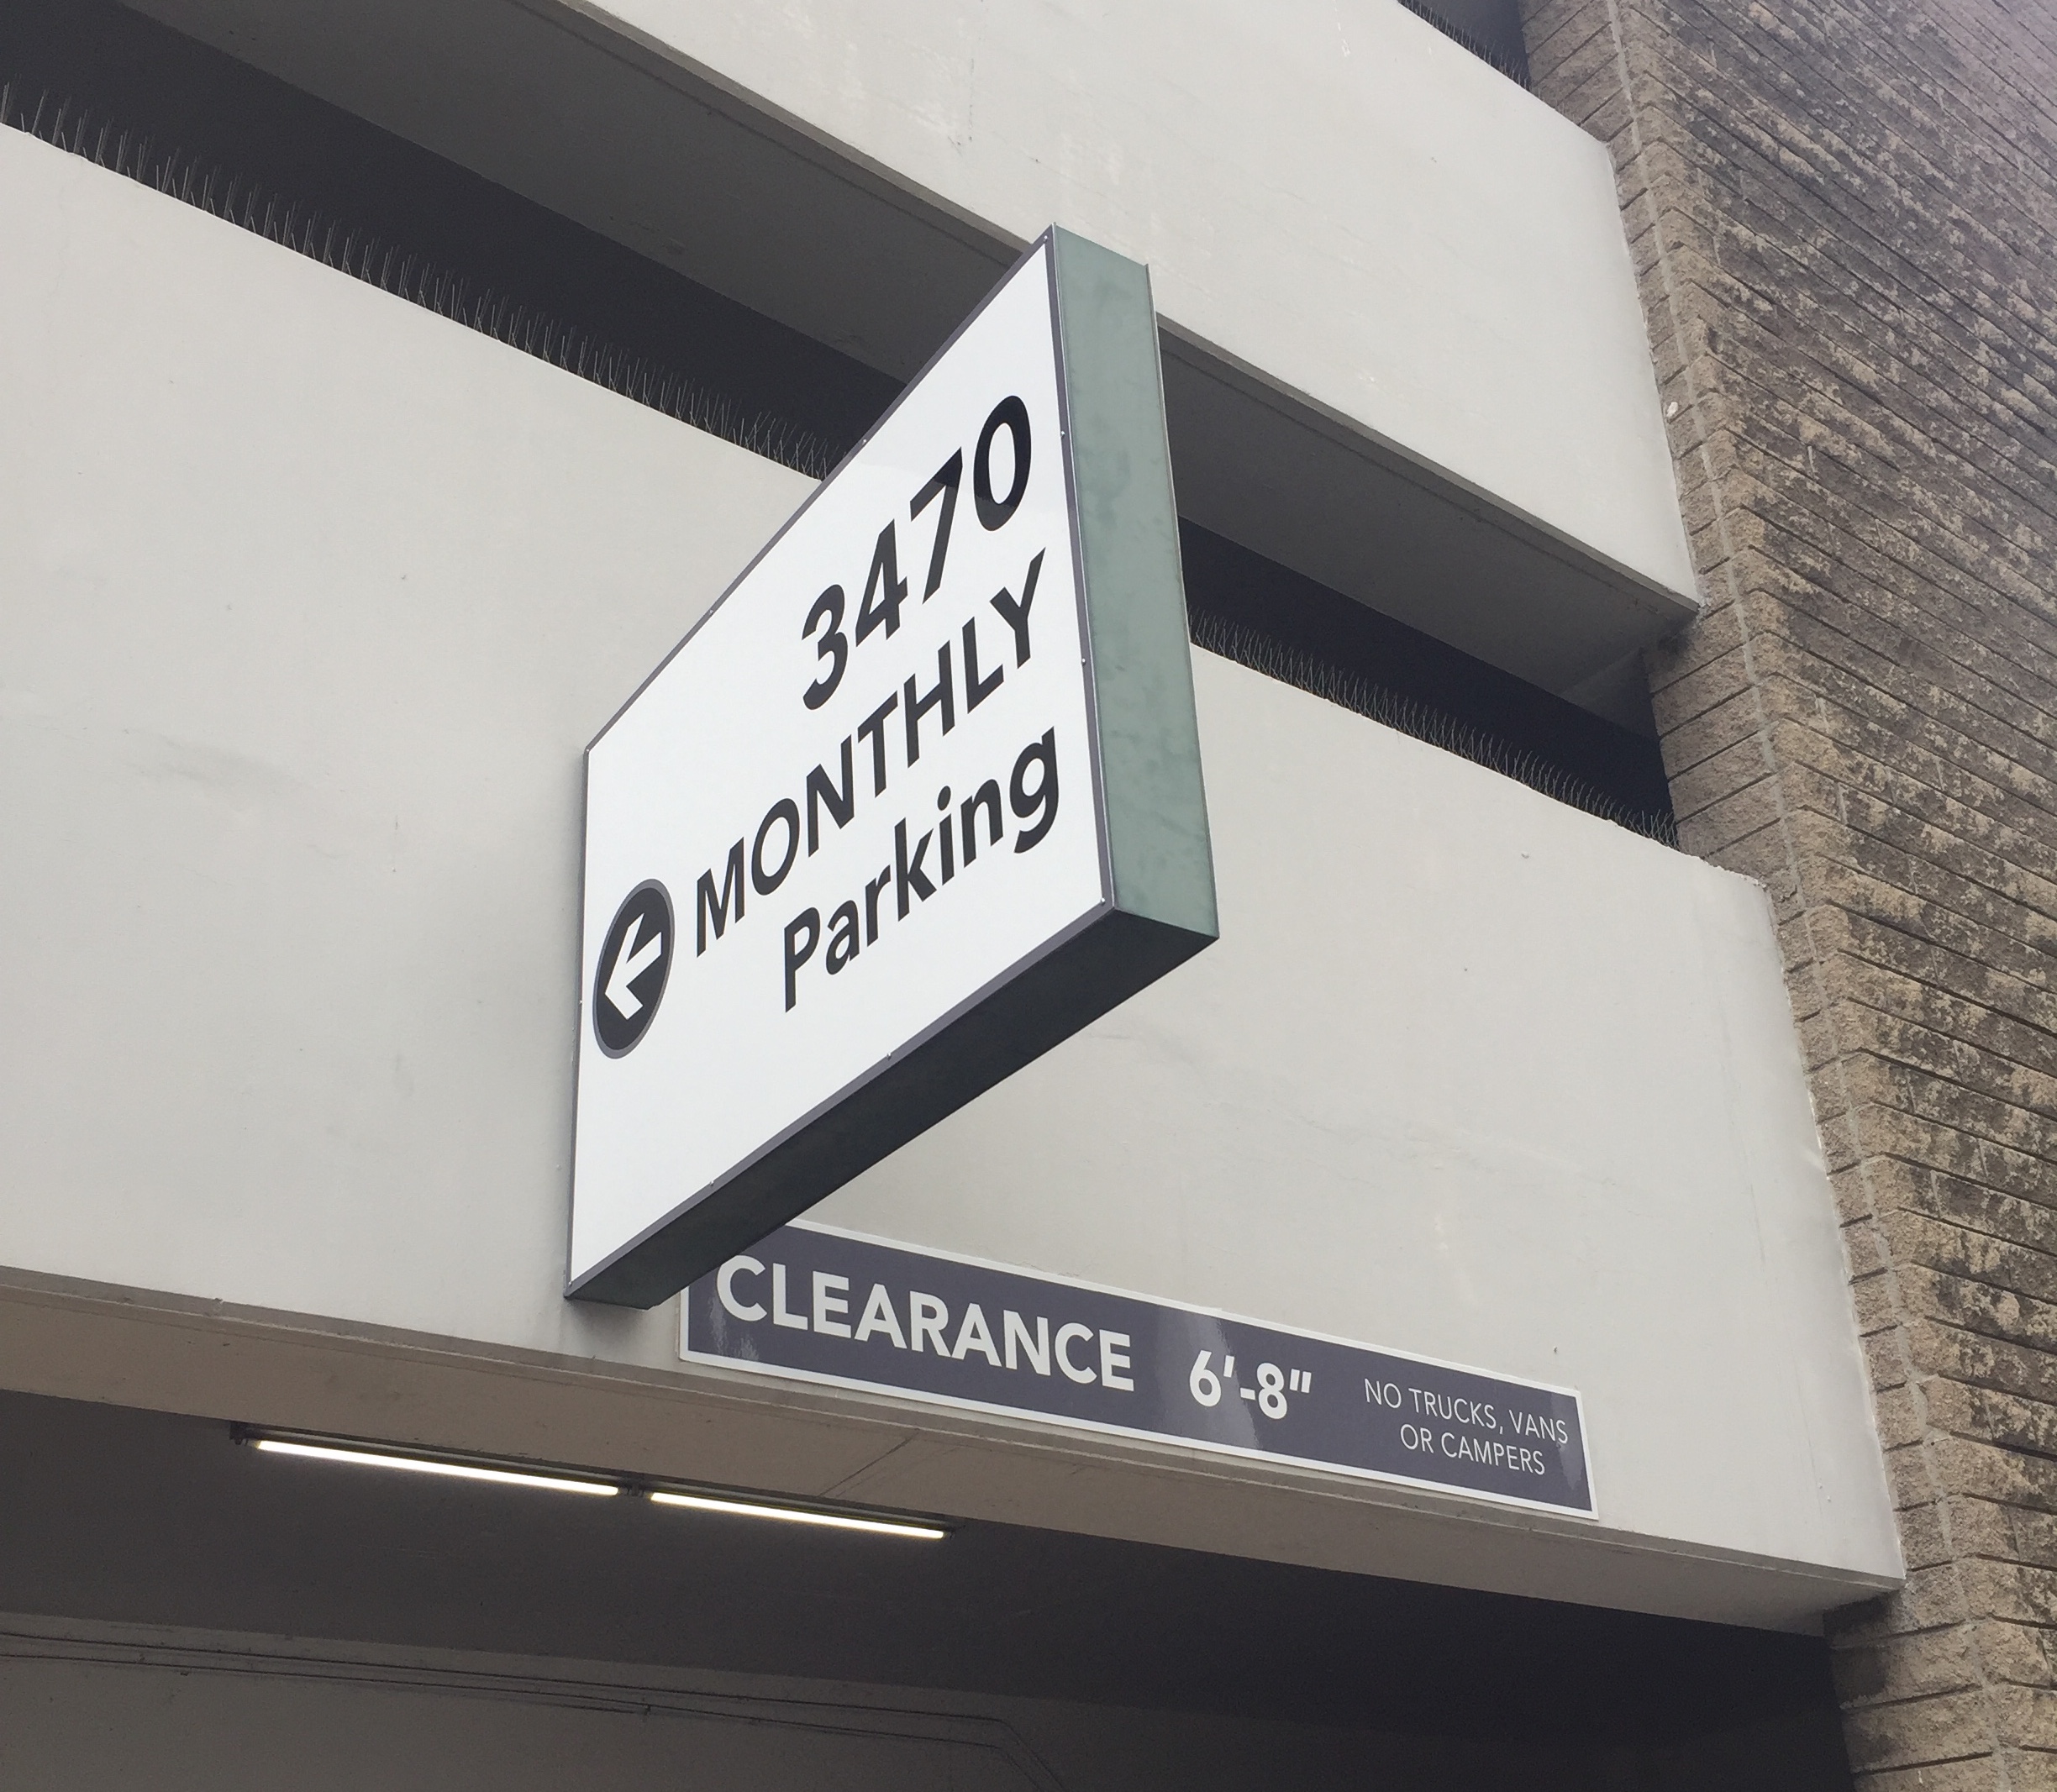 3470
MONTHLY
Parking
CLEARANCE 6'-8" NO TRUCKS, VANS
OR CAMPERS